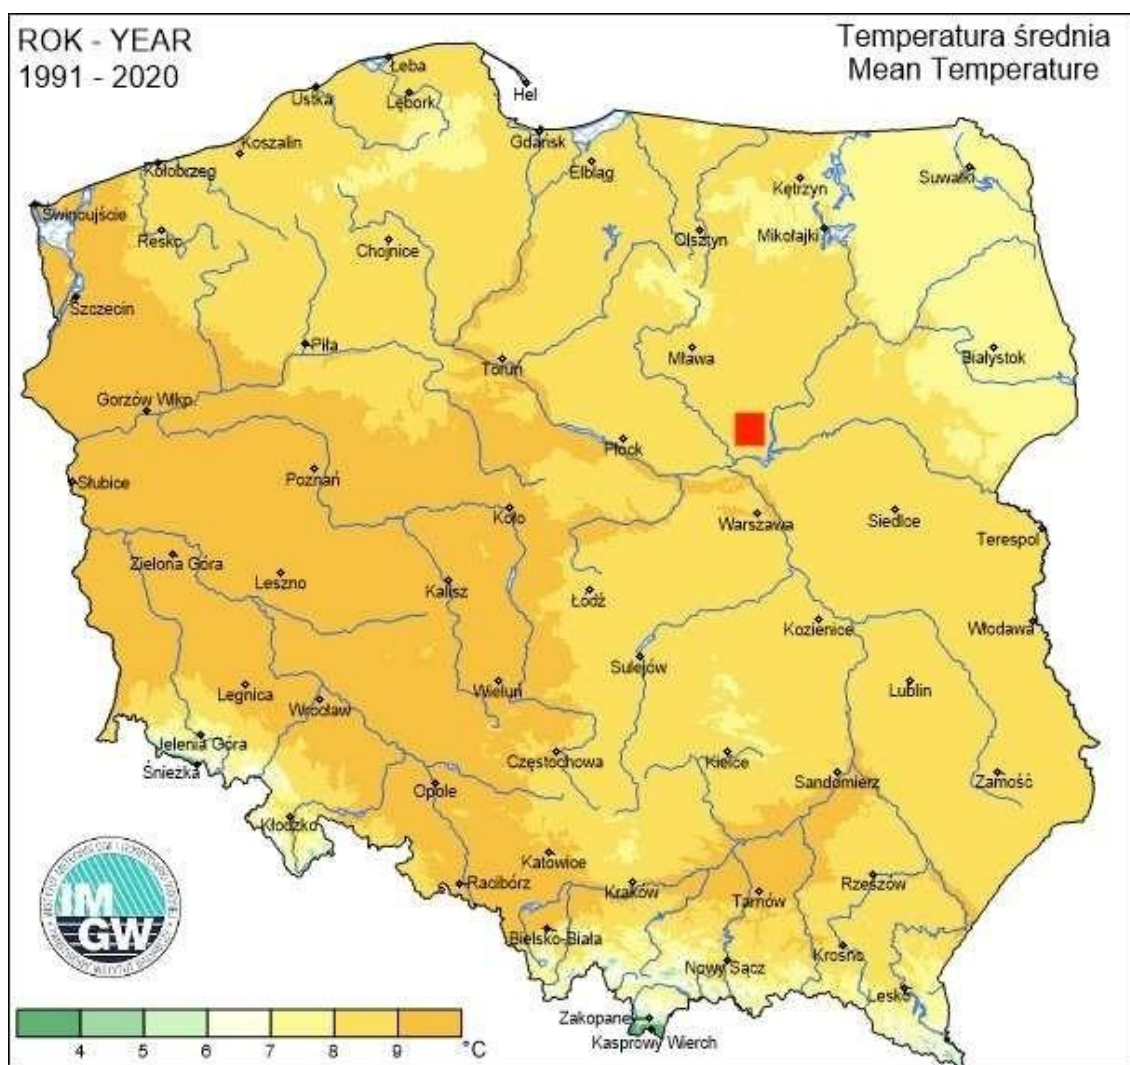 ROK - YEAR
1991 - 2020
Temperatura średnia
Mean Temperature
Łeba
Hel
Ustka
Lębork
Gdańsk
Koszalin
Kołobrzeg
Elbląg
Kętrzyn
Suwałki
Świnoujście
Resko
Chojnice
Olsztyn
Mikołajki
Szczecin
Piła
Toruń
Mława
Białystok
Gorzów Wlkp.
Płock
Słubice
Poznań
Koło
Warszawa
Siedlce
Terespol
Zielona Góra
Leszno
Kalisz
Łódź
Kozienice
Włodawa
Sulejów
Legnica
Wrocław
Wieluń
Lublin
Jelenia Góra
Śnieżka
Częstochowa
Kielce
Sandomierz
Zamość
Opole
Kłodzko
Katowice
Racibórz
Kraków
Tarnów
Rzeszów
Bielsko-Biała
Nowy Sącz
Krosno
Lesko
Zakopane
Kasprowy Wierch
IM
GW
4 5 6 7 8 9 °C